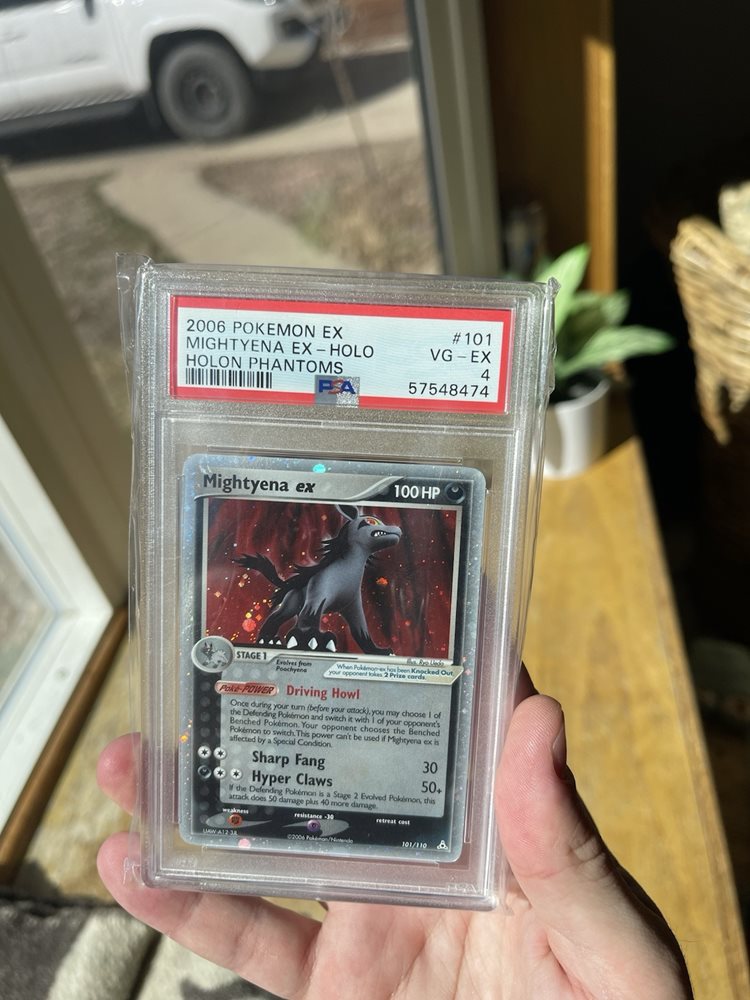 2006 POKEMON EX
#101
MIGHTYENA EX - HOLO
VG - EX
HOLON PHANTOMS
4
PSA
57548474
Mightyena ex
100 HP
STAGE 1
Evolves from
Poochyena
Illus. Ryo Ueda
When Pokémon-ex has been Knocked Out,
your opponent takes 2 Prize cards.
Poké-POWER
Driving Howl
Once during your turn (before your attack), you may choose 1 of
the Defending Pokémon and switch it with 1 of your opponent's
Benched Pokémon. Your opponent chooses the Benched
Pokémon to switch. This power can't be used if Mightyena ex is
affected by a Special Condition.
Sharp Fang 30
Hyper Claws 50+
If the Defending Pokémon is a Stage 2 Evolved Pokémon, this
attack does 50 damage plus 40 more damage.
weakness
resistance -30
retreat cost
©2006 Pokémon/Nintendo
101/110